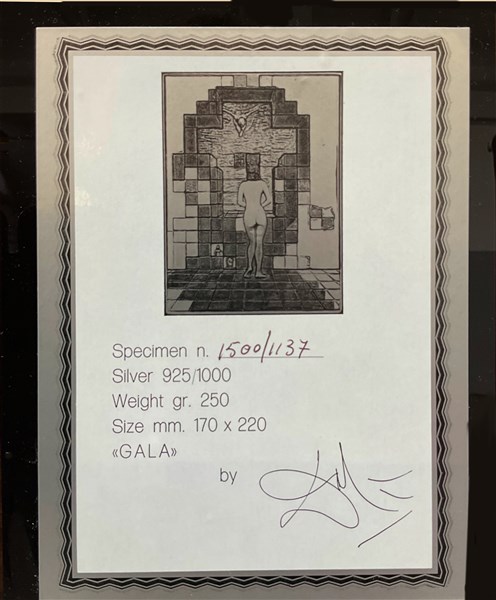 Specimen n. 1500/1137
Silver 925/1000
Weight gr. 250
Size mm. 170 x 220
«GALA»
by